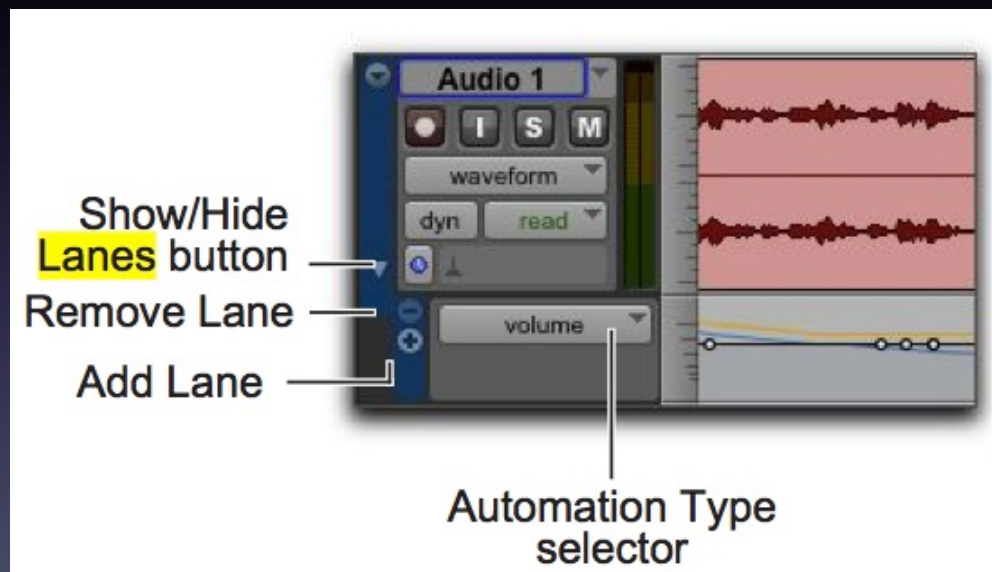 Audio 1
I S M
waveform
dyn read
Show/Hide
Lanes button
Remove Lane
volume
Add Lane
Automation Type
selector